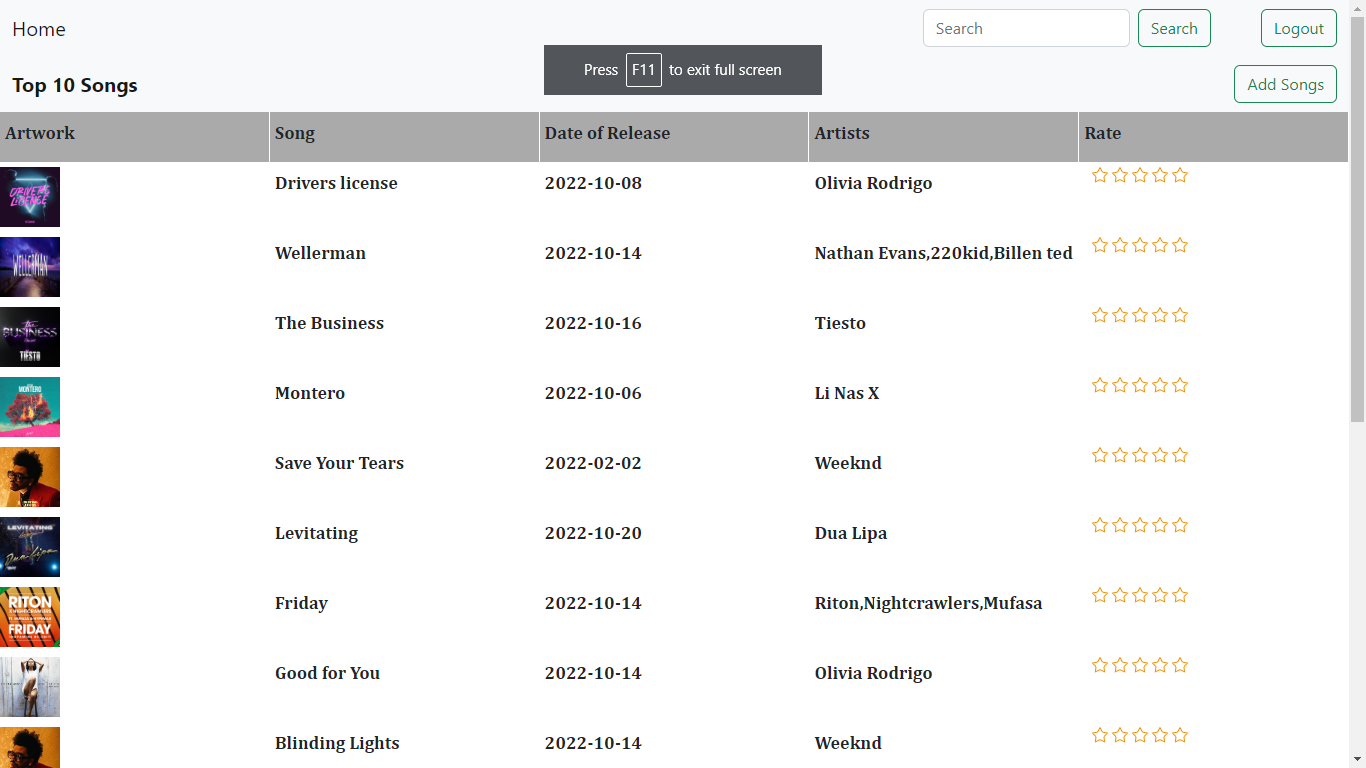 Home
Search
Search
Logout
Press F11 to exit full screen
Top 10 Songs
Add Songs
Artwork Song Date of Release Artists Rate
DRIVERS LICENSE
Drivers license 2022-10-08 Olivia Rodrigo
WELLERMAN
Wellerman 2022-10-14 Nathan Evans,220kid,Billen ted
the BUSINESS
TIËSTO
The Business 2022-10-16 Tiesto
MONTERO
Montero 2022-10-06 Li Nas X
Save Your Tears 2022-02-02 Weeknd
LEVITATING
Dua Lipa
Levitating 2022-10-20 Dua Lipa
RITON
FRIDAY
Friday 2022-10-14 Riton,Nightcrawlers,Mufasa
Good for You 2022-10-14 Olivia Rodrigo
Blinding Lights 2022-10-14 Weeknd